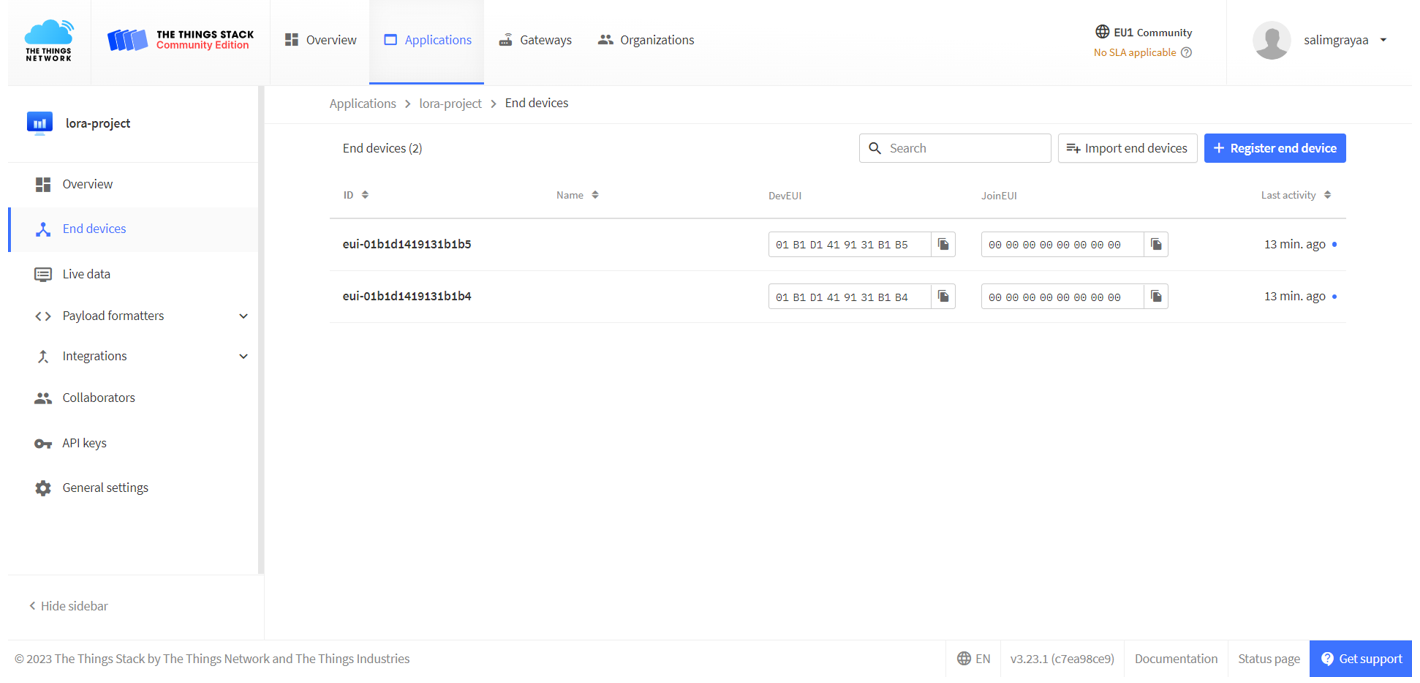 THE THINGS
NETWORK
THE THINGS STACK
Community Edition
Overview
Applications
Gateways
Organizations
EU1 Community
No SLA applicable
salimgrayaa
lora-project
Overview
End devices
Live data
Payload formatters
Integrations
Collaborators
API keys
General settings
Hide sidebar
Applications > lora-project > End devices
End devices (2)
Search
Import end devices
+ Register end device
ID Name DevEUI JoinEUI Last activity
eui-01b1d1419131b1b5 01 B1 D1 41 91 31 B1 B5 00 00 00 00 00 00 00 00 13 min. ago
eui-01b1d1419131b1b4 01 B1 D1 41 91 31 B1 B4 00 00 00 00 00 00 00 00 13 min. ago
© 2023 The Things Stack by The Things Network and The Things Industries
EN
v3.23.1 (c7ea98ce9)
Documentation
Status page
Get support